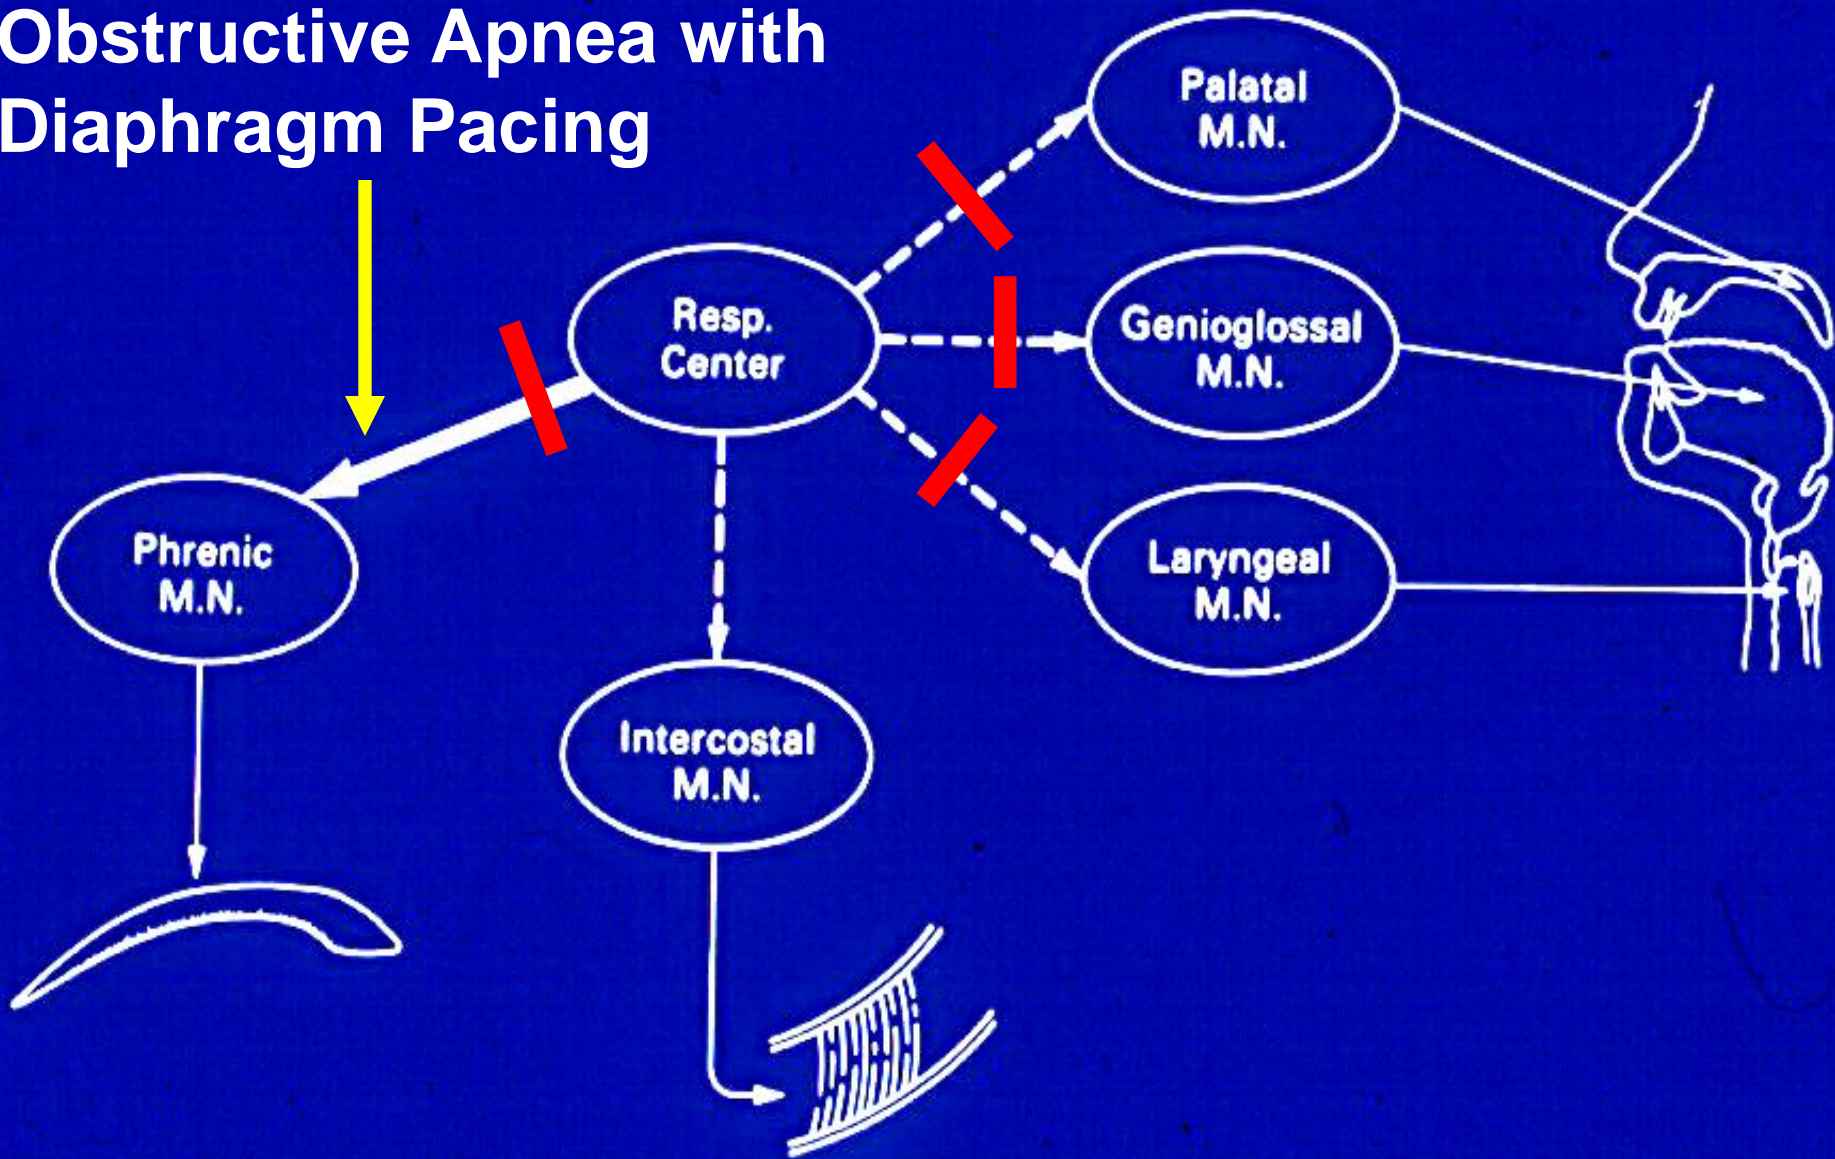 Obstructive Apnea with
Diaphragm Pacing
Palatal
M.N.
Resp.
Center
Genioglossal
M.N.
Phrenic
M.N.
Laryngeal
M.N.
Intercostal
M.N.